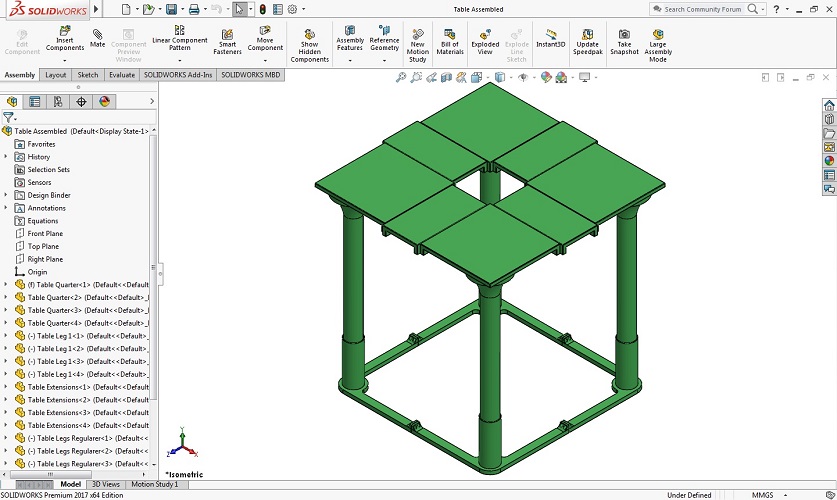 SOLIDWORKS
Table Assembled
Search Community Forum
Edit Component
Insert Components
Mate
Component Preview Window
Linear Component Pattern
Smart Fasteners
Move Component
Show Hidden Components
Assembly Features
Reference Geometry
New Motion Study
Bill of Materials
Exploded View
Explode Line Sketch
Instant3D
Update Speedpak
Take Snapshot
Large Assembly Mode
Assembly Layout Sketch Evaluate SOLIDWORKS Add-Ins SOLIDWORKS MBD
Table Assembled (Default<Display State-1>
Favorites
History
Selection Sets
Sensors
Design Binder
Annotations
Equations
Front Plane
Top Plane
Right Plane
Origin
(f) Table Quarter<1> (Default<<Default
Table Quarter<2> (Default<<Default>_
Table Quarter<3> (Default<<Default>_
Table Quarter<4> (Default<<Default>_
(-) Table Leg 1<1> (Default<<Default>_
(-) Table Leg 1<2> (Default<<Default>_
(-) Table Leg 1<3> (Default<<Default>_
(-) Table Leg 1<4> (Default<<Default>_
Table Extensions<1> (Default<<Default
Table Extensions<2> (Default<<Default
Table Extensions<3> (Default<<Default
Table Extensions<4> (Default<<Default
(-) Table Legs Regularer<1> (Default<<
(-) Table Legs Regularer<2> (Default<<
(-) Table Legs Regularer<3> (Default<<
Y
Z X
*Isometric
Model 3D Views Motion Study 1
SOLIDWORKS Premium 2017 x64 Edition
Under Defined MMGS